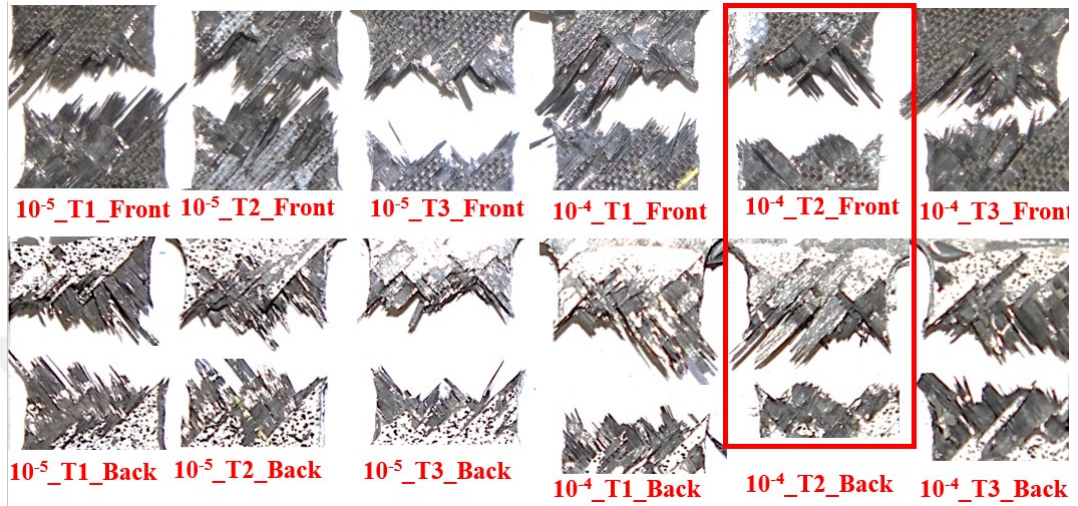 10⁻⁵_T1_Front
10⁻⁵_T2_Front
10⁻⁵_T3_Front
10⁻⁴_T1_Front
10⁻⁴_T2_Front
10⁻⁴_T3_Front
10⁻⁵_T1_Back
10⁻⁵_T2_Back
10⁻⁵_T3_Back
10⁻⁴_T1_Back
10⁻⁴_T2_Back
10⁻⁴_T3_Back